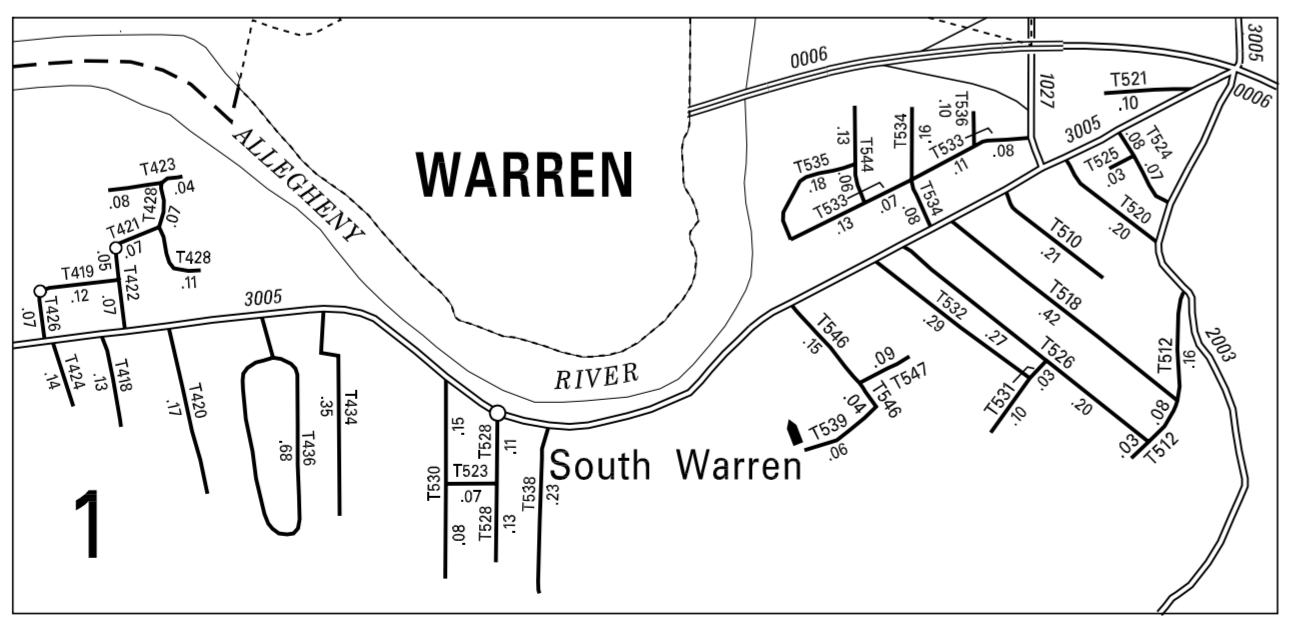 0006
1027
3005
0006
T521
.10
3005
T536
.10
T534
.16
T533
.11
.08
T544
.13
T535
.18
.06
T533
.13
.07
T534
.08
T524
.08
.07
T525
.03
T520
.20
T510
.21
T518
.42
T532
.29
.27
T526
.03
.20
T531
.10
T512
.16
.08
.03
T512
2003
T546
.15
.09
T547
T546
.04
T539
.06
WARREN
ALLEGHENY
RIVER
South Warren
T423
.08
.04
T428
.07
T421
.07
T428
.11
.05
T422
.07
T419
.12
T426
.07
3005
T424
.14
T418
.13
T420
.17
T436
.68
T434
.35
T530
.15
T528
.11
T523
.07
.08
T528
.13
T538
.23
1